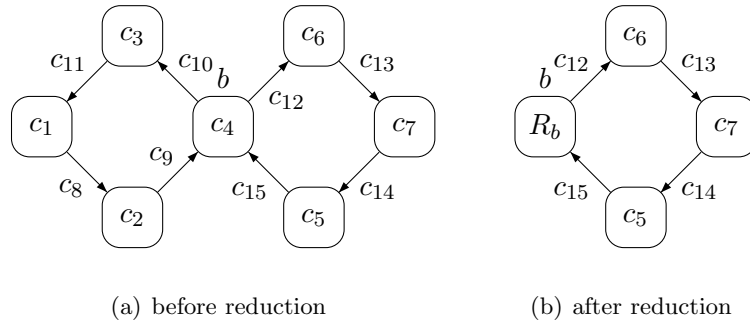 c3 c6 c6
c11 c10 b c12 c13 b c12 c13
c1 c4 c7 Rb c7
c8 c9 c15 c14 c15 c14
c2 c5 c5
(a) before reduction (b) after reduction